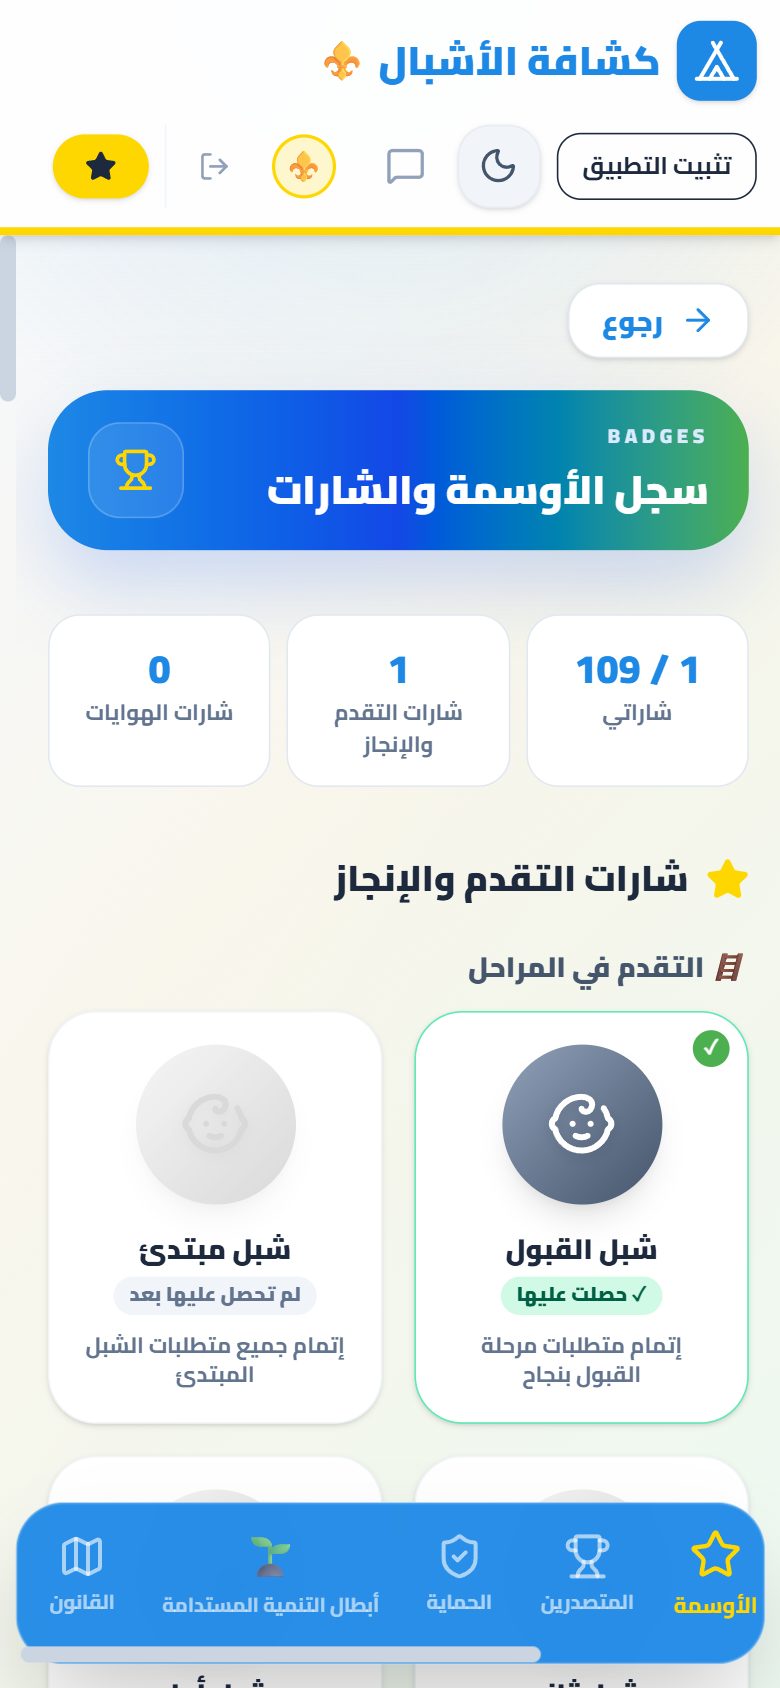 كشافة الأشبال
تثبيت التطبيق
رجوع
BADGES
سجل الأوسمة والشارات
1 / 109
شاراتي
1
شارات التقدم
والإنجاز
0
شارات الهوايات
شارات التقدم والإنجاز
التقدم في المراحل
شبل القبول
✓ حصلت عليها
إتمام متطلبات مرحلة
القبول بنجاح
شبل مبتدئ
لم تحصل عليها بعد
إتمام جميع متطلبات الشبل
المبتدئ
الأوسمة
المتصدرين
الحماية
أبطال التنمية المستدامة
القانون